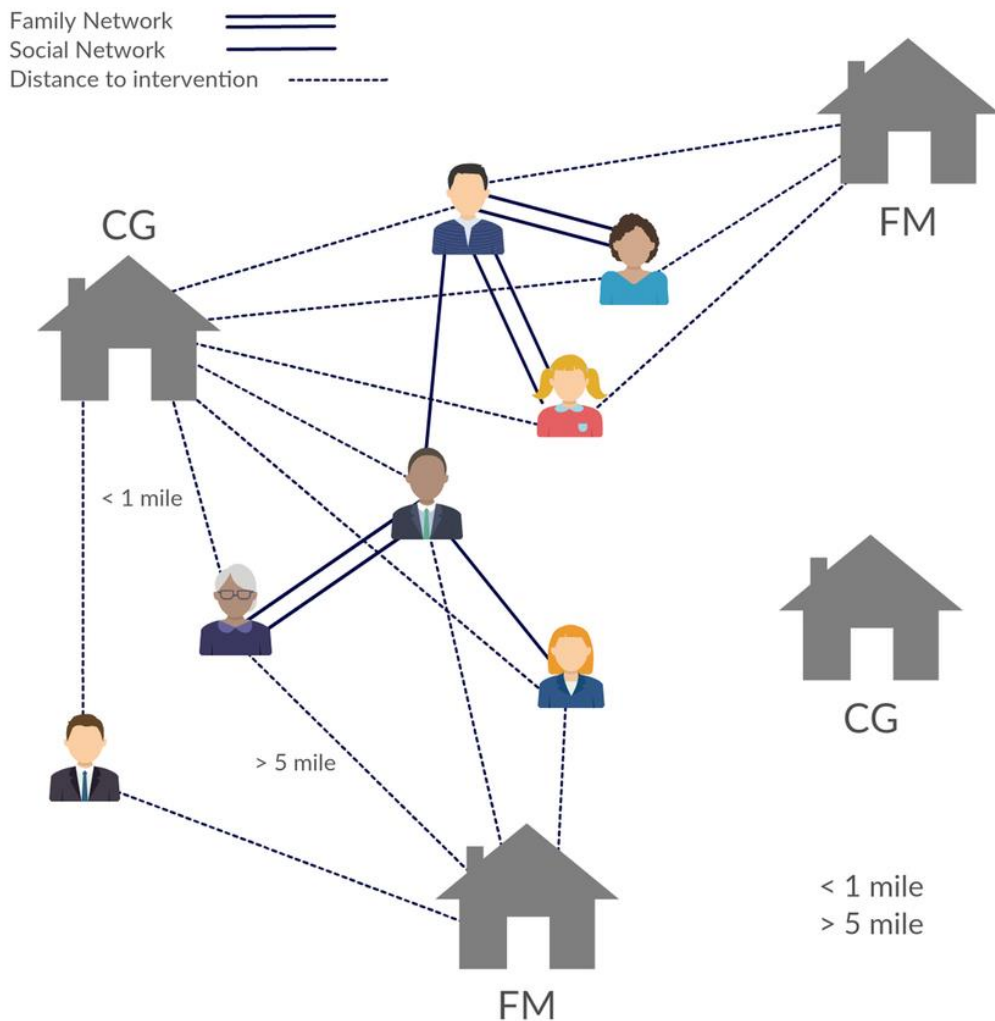 Family Network
Social Network
Distance to intervention
FM
CG
< 1 mile
CG
> 5 mile
< 1 mile
> 5 mile
FM